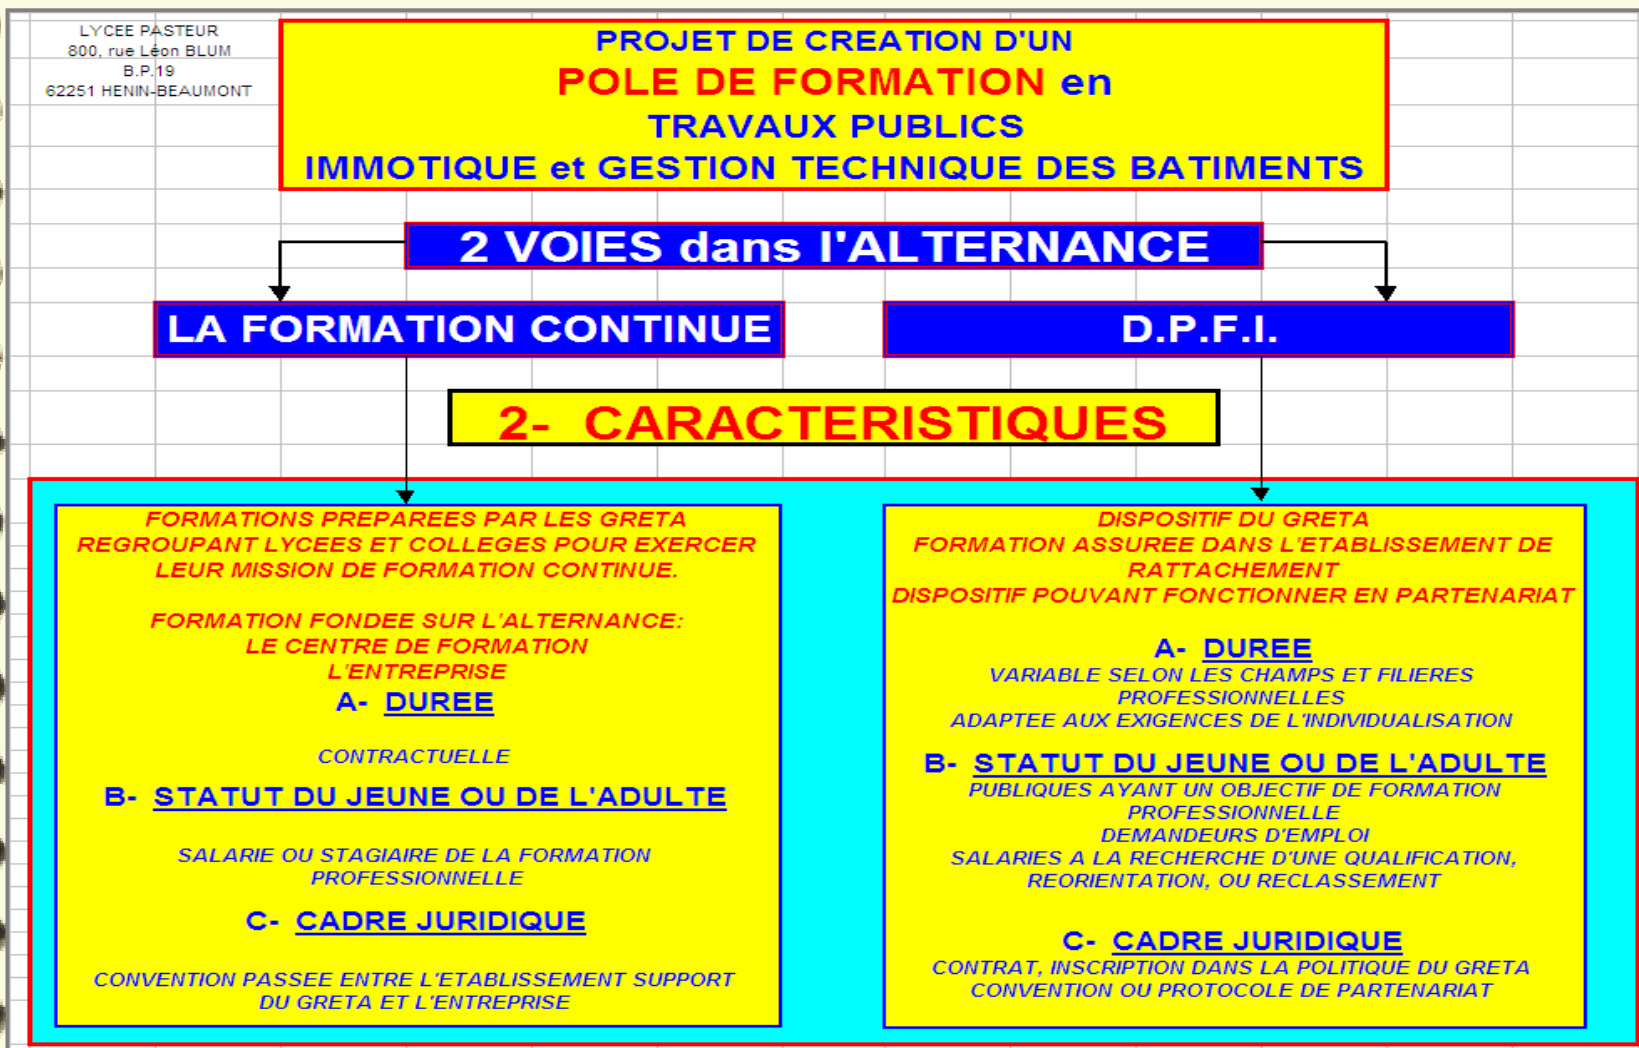 LYCEE PASTEUR
800, rue Léon BLUM
B.P.19
62251 HENIN-BEAUMONT
PROJET DE CREATION D'UN
POLE DE FORMATION en
TRAVAUX PUBLICS
IMMOTIQUE et GESTION TECHNIQUE DES BATIMENTS
2 VOIES dans l'ALTERNANCE
LA FORMATION CONTINUE
D.P.F.I.
2- CARACTERISTIQUES
FORMATIONS PREPAREES PAR LES GRETA
REGROUPANT LYCEES ET COLLEGES POUR EXERCER
LEUR MISSION DE FORMATION CONTINUE.
FORMATION FONDEE SUR L'ALTERNANCE:
LE CENTRE DE FORMATION
L'ENTREPRISE
A- DUREE
CONTRACTUELLE
B- STATUT DU JEUNE OU DE L'ADULTE
SALARIE OU STAGIAIRE DE LA FORMATION
PROFESSIONNELLE
C- CADRE JURIDIQUE
CONVENTION PASSEE ENTRE L'ETABLISSEMENT SUPPORT
DU GRETA ET L'ENTREPRISE
DISPOSITIF DU GRETA
FORMATION ASSUREE DANS L'ETABLISSEMENT DE
RATTACHEMENT
DISPOSITIF POUVANT FONCTIONNER EN PARTENARIAT
A- DUREE
VARIABLE SELON LES CHAMPS ET FILIERES
PROFESSIONNELLES
ADAPTEE AUX EXIGENCES DE L'INDIVIDUALISATION
B- STATUT DU JEUNE OU DE L'ADULTE
PUBLIQUES AYANT UN OBJECTIF DE FORMATION
PROFESSIONNELLE
DEMANDEURS D'EMPLOI
SALARIES A LA RECHERCHE D'UNE QUALIFICATION,
REORIENTATION, OU RECLASSEMENT
C- CADRE JURIDIQUE
CONTRAT, INSCRIPTION DANS LA POLITIQUE DU GRETA
CONVENTION OU PROTOCOLE DE PARTENARIAT